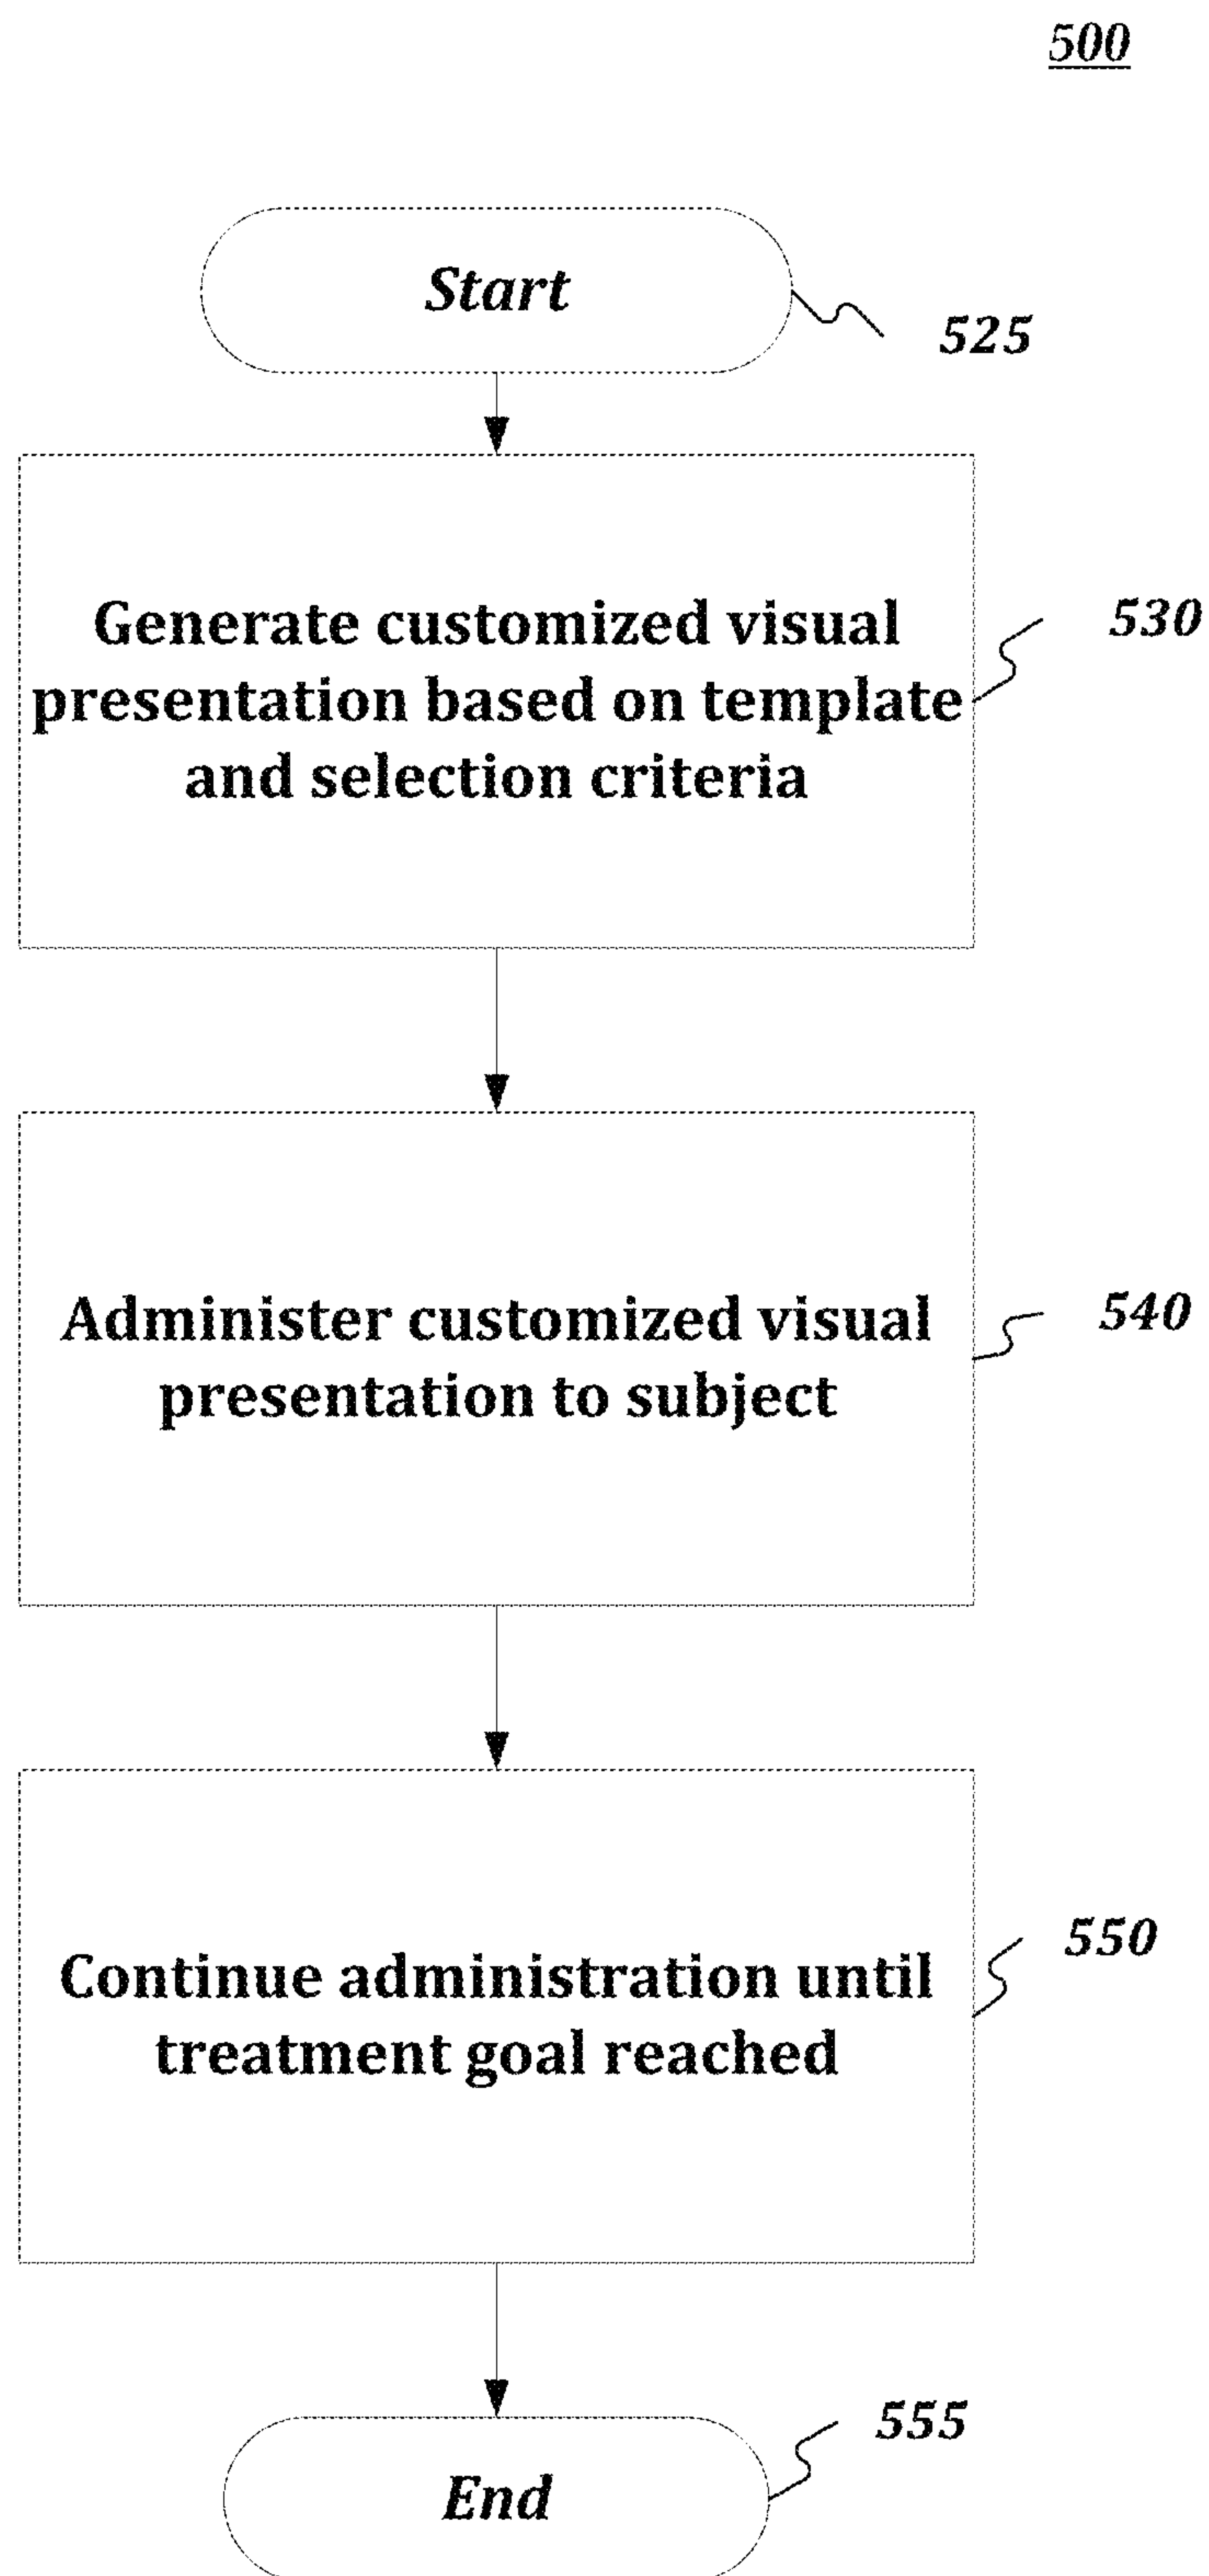 500
Start
525
Generate customized visual
presentation based on template
and selection criteria
530
Administer customized visual
presentation to subject
540
Continue administration until
treatment goal reached
550
End
555